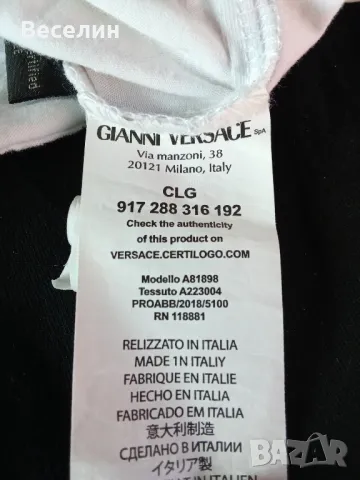 Веселин
Certified
GIANNI VERSACE SpA
Via manzoni, 38
20121 Milano, Italy
CLG
917 288 316 192
Check the authenticity
of this product on
VERSACE.CERTILOGO.COM
Modello A81898
Tessuto A223004
PROABB/2018/5100
RN 118881
RELIZZATO IN ITALIA
MADE 1N ITALIY
FABRIQUE EN ITALIE
HECHO EN ITALIA
FABRICADO EM ITALIA
意大利制造
СДЕЛАНО В ИТАЛИИ
イタリア製
BAZAR